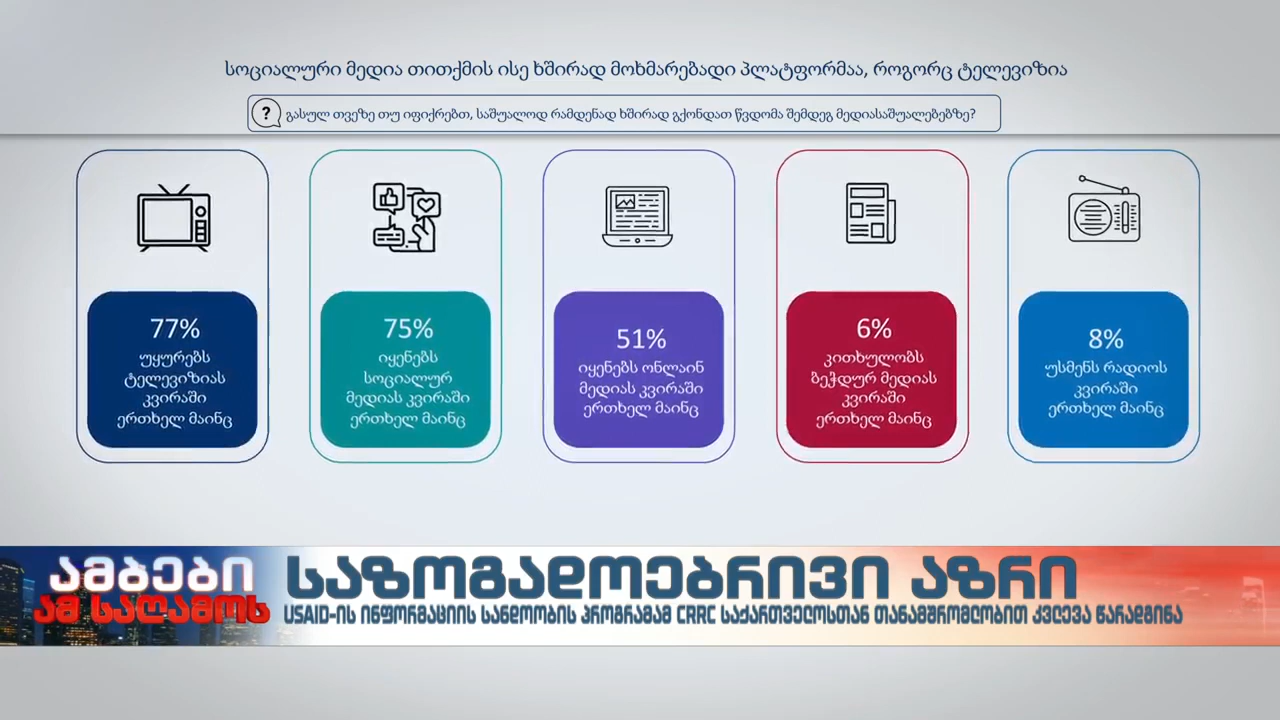 სოციალური მედია თითქმის ისე ხშირად მოხმარებადი პლატფორმაა, როგორც ტელევიზია
? გასულ თვეზე თუ იფიქრებთ, საშუალოდ რამდენად ხშირად გქონდათ წვდომა შემდეგ მედიასაშუალებებზე?
77%
უყურებს
ტელევიზიას
კვირაში
ერთხელ მაინც
75%
იყენებს
სოციალურ
მედიას კვირაში
ერთხელ მაინც
51%
იყენებს ონლაინ
მედიას კვირაში
ერთხელ მაინც
6%
კითხულობს
ბეჭდურ მედიას
კვირაში
ერთხელ მაინც
8%
უსმენს რადიოს
კვირაში
ერთხელ მაინც
ამბები
ამ საღამოს
საზოგადოებრივი აზრი
USAID-ის ინფორმაციის სანდოობის პროგრამამ CRRC საქართველოსთან თანამშრომლობით კვლევა წარადგინა